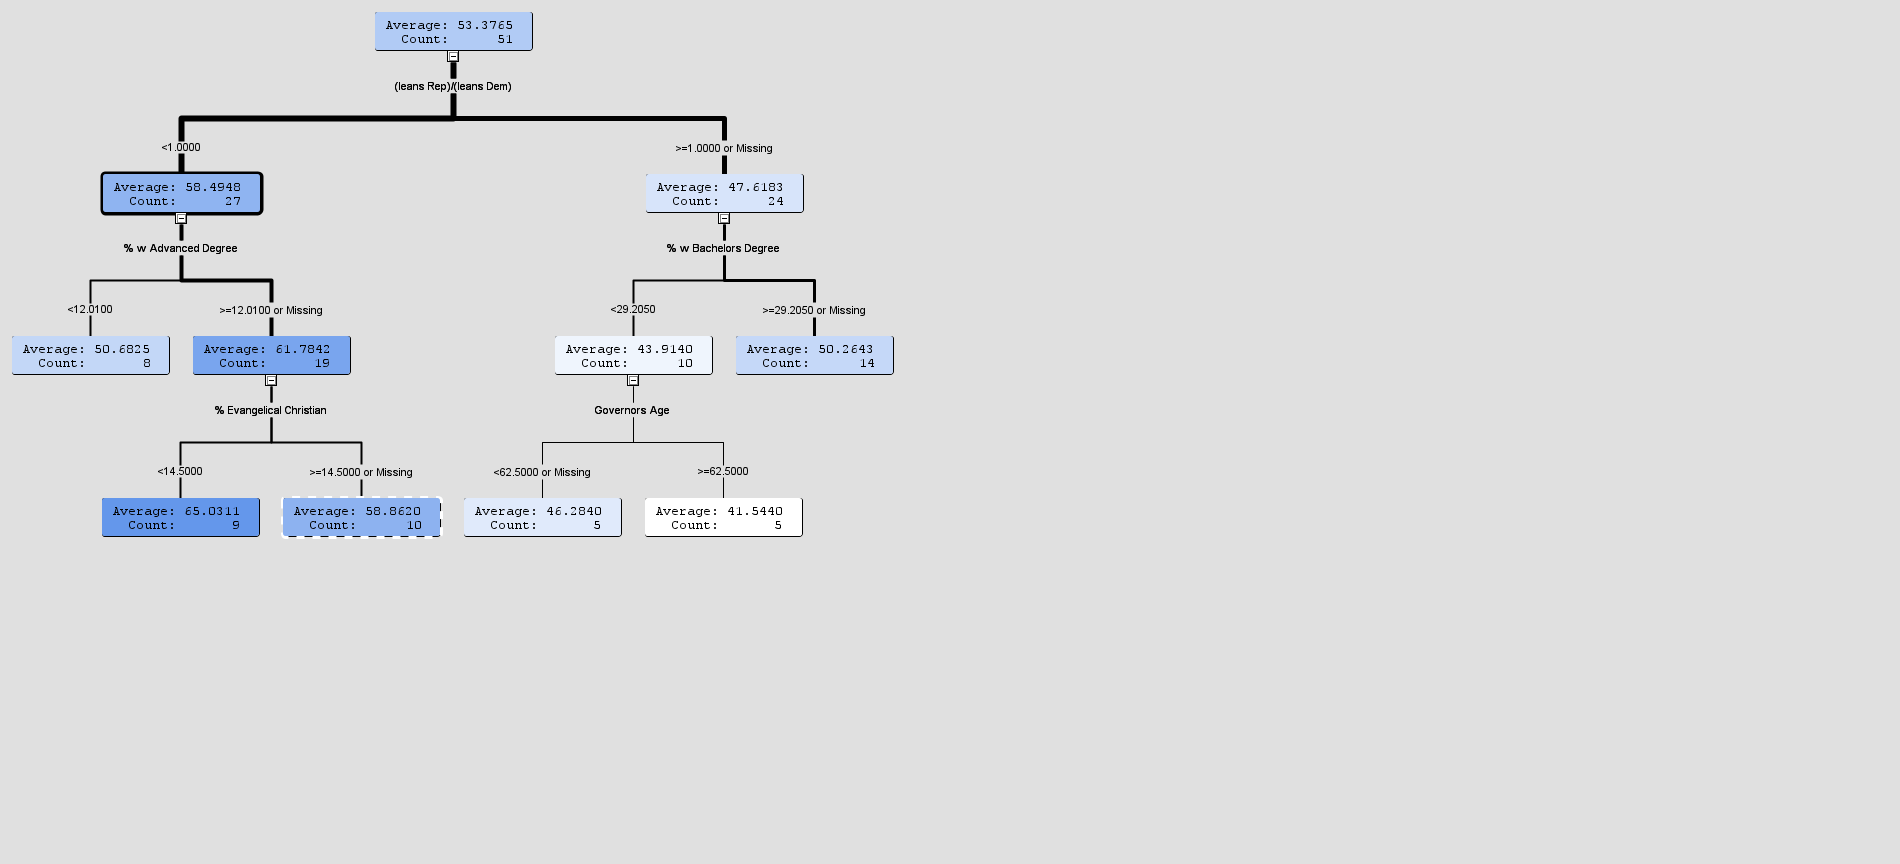 Average: 53.3765
Count: 51
(leans Rep)/(leans Dem)
<1.0000
>=1.0000 or Missing
Average: 58.4948
Count: 27
Average: 47.6183
Count: 24
% w Advanced Degree
% w Bachelors Degree
<12.0100
>=12.0100 or Missing
<29.2050
>=29.2050 or Missing
Average: 50.6825
Count: 8
Average: 61.7842
Count: 19
Average: 43.9140
Count: 10
Average: 50.2643
Count: 14
% Evangelical Christian
Governors Age
<14.5000
>=14.5000 or Missing
<62.5000 or Missing
>=62.5000
Average: 65.0311
Count: 9
Average: 58.8620
Count: 10
Average: 46.2840
Count: 5
Average: 41.5440
Count: 5